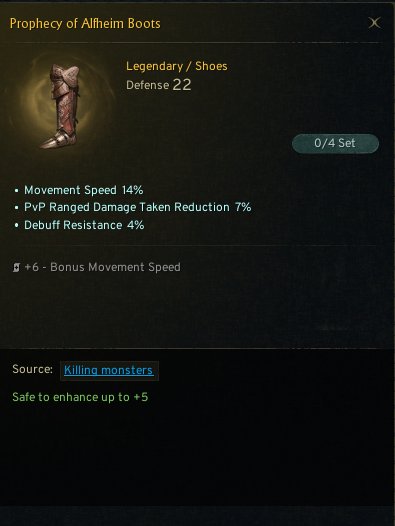 Prophecy of Alfheim Boots
Legendary / Shoes
Defense 22
0/4 Set
• Movement Speed 14%
• PvP Ranged Damage Taken Reduction 7%
• Debuff Resistance 4%
+6 - Bonus Movement Speed
Source: Killing monsters
Safe to enhance up to +5